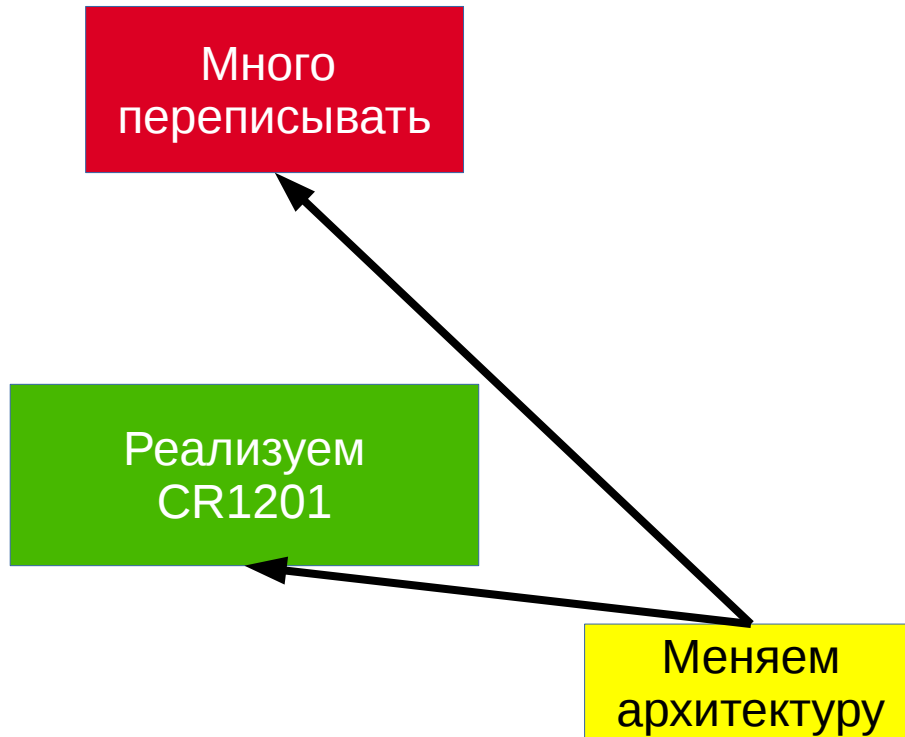 Много
переписывать
Реализуем
CR1201
Меняем
архитектуру